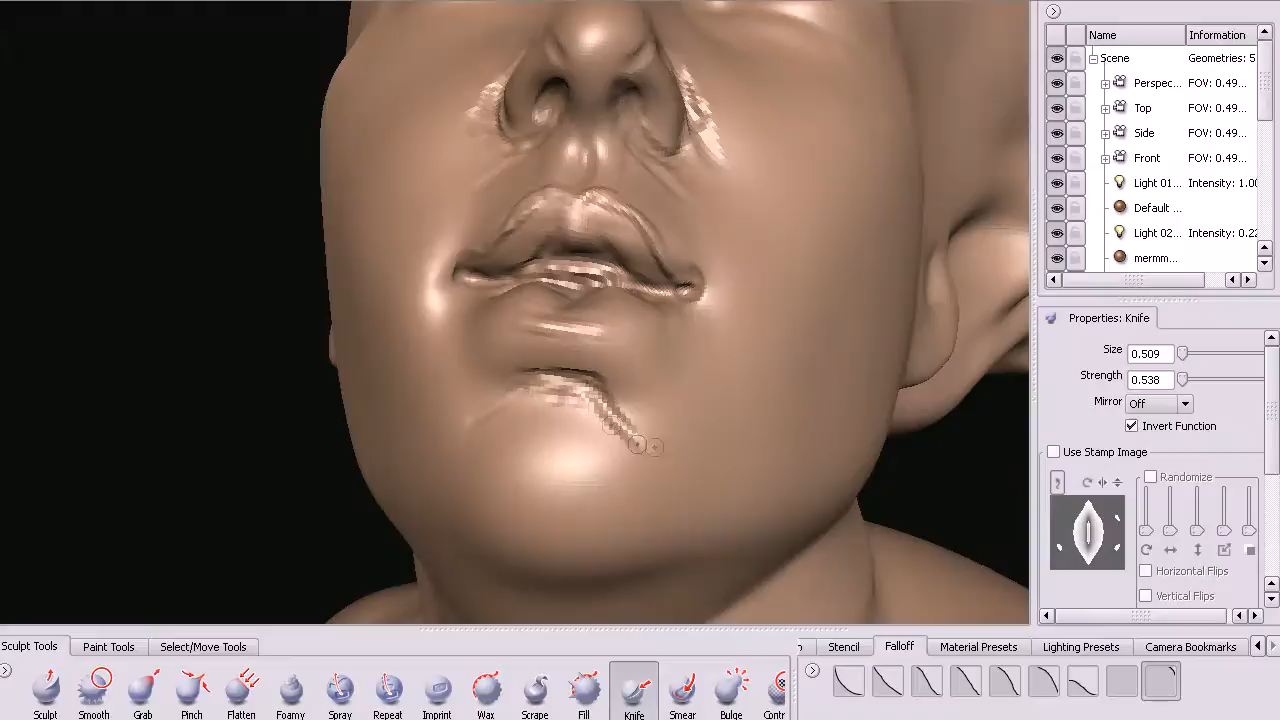 Name Information
Scene Geometries: 5
Perspec... FOV: 0.49...
Top FOV: 0.49...
Side FOV: 0.49...
Front FOV: 0.49...
Light 01... Intensity: 1.00
Default ...
Light 02... Intensity: 0.22
mermm...
Properties: Knife
Size 0.509
Strength 0.538
Mirror Off
Invert Function
Use Stamp Image
Randomize
Horizontal Flips
Vertical Flips
Sculpt Tools Paint Tools Select/Move Tools
Stencil Falloff Material Presets Lighting Presets Camera Bookmarks
Sculpt Smooth Grab Pinch Flatten Foamy Spray Repeat Imprint Wax Scrape Fill Knife Smear Bulge Contr